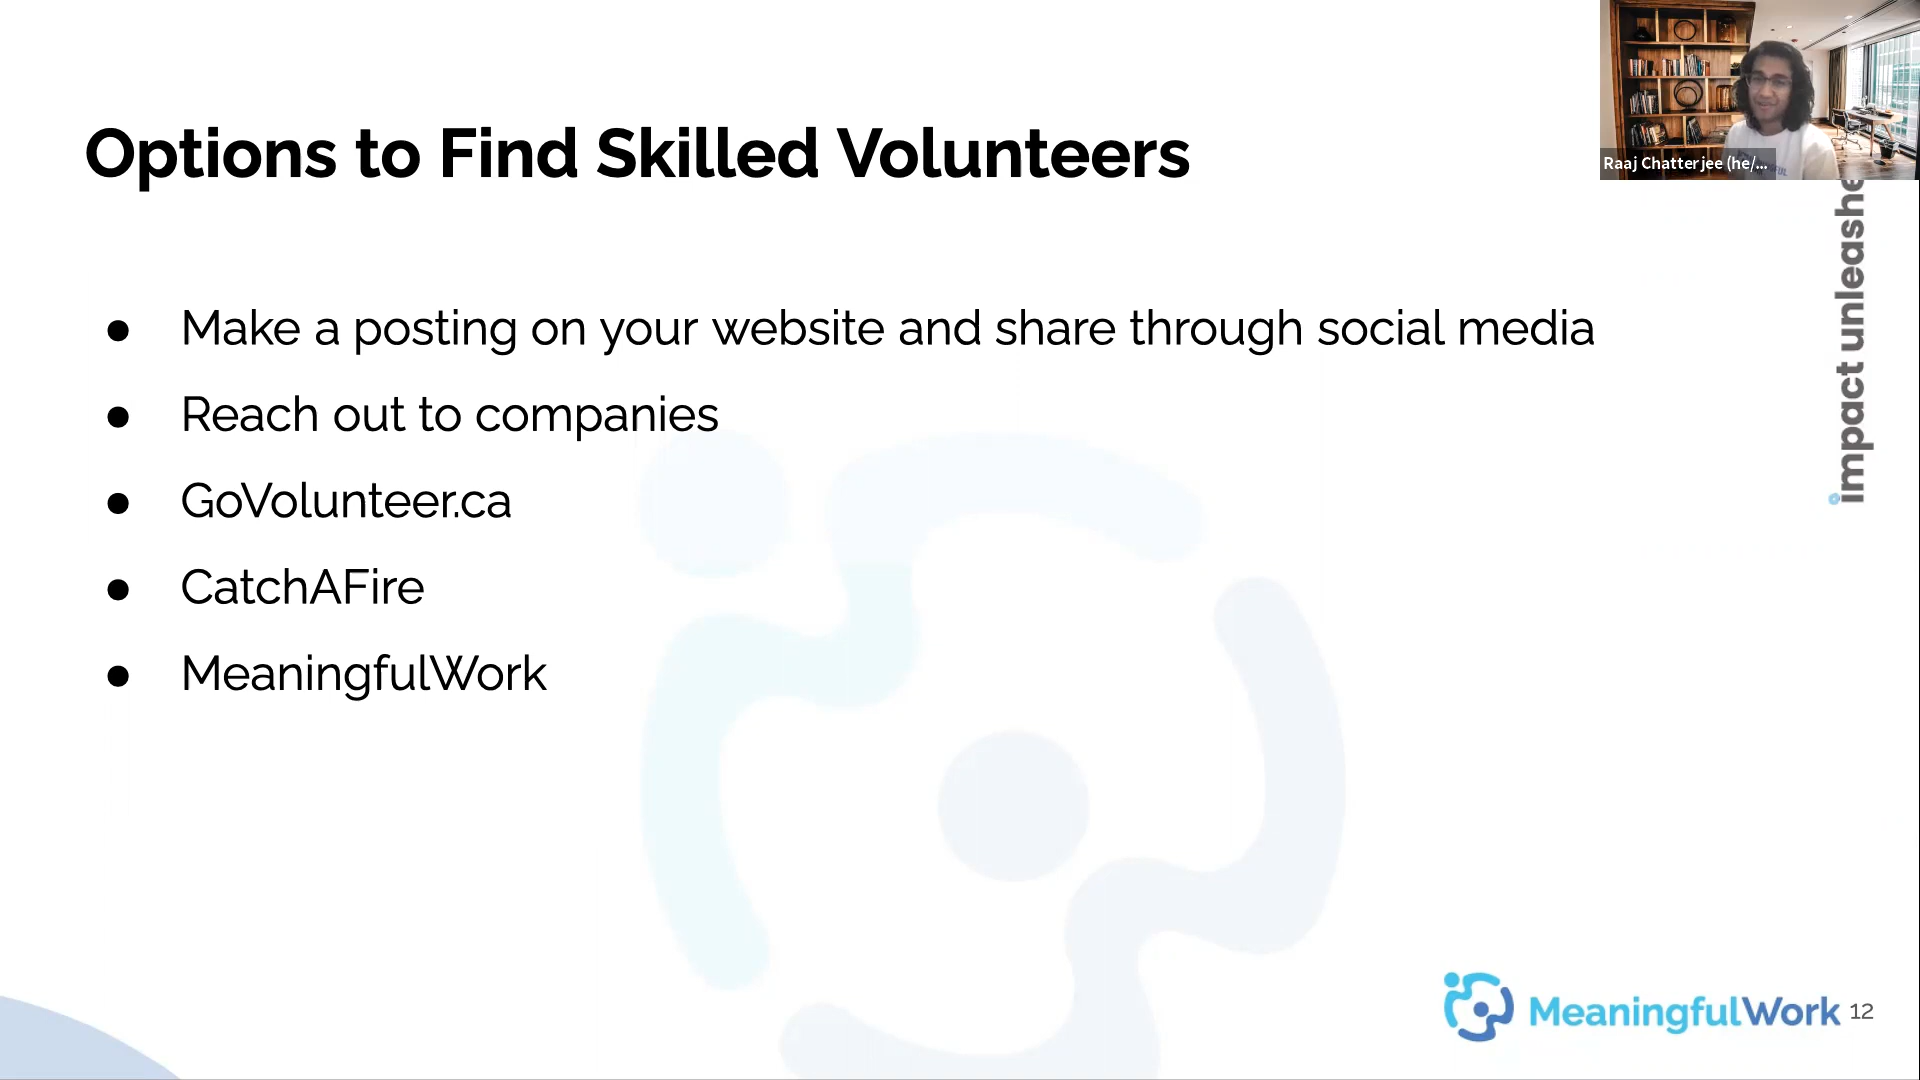 Options to Find Skilled Volunteers
Raaj Chatterjee (he/...
● Make a posting on your website and share through social media
● Reach out to companies
● GoVolunteer.ca
● CatchAFire
● MeaningfulWork
impact unleashe
MeaningfulWork 12